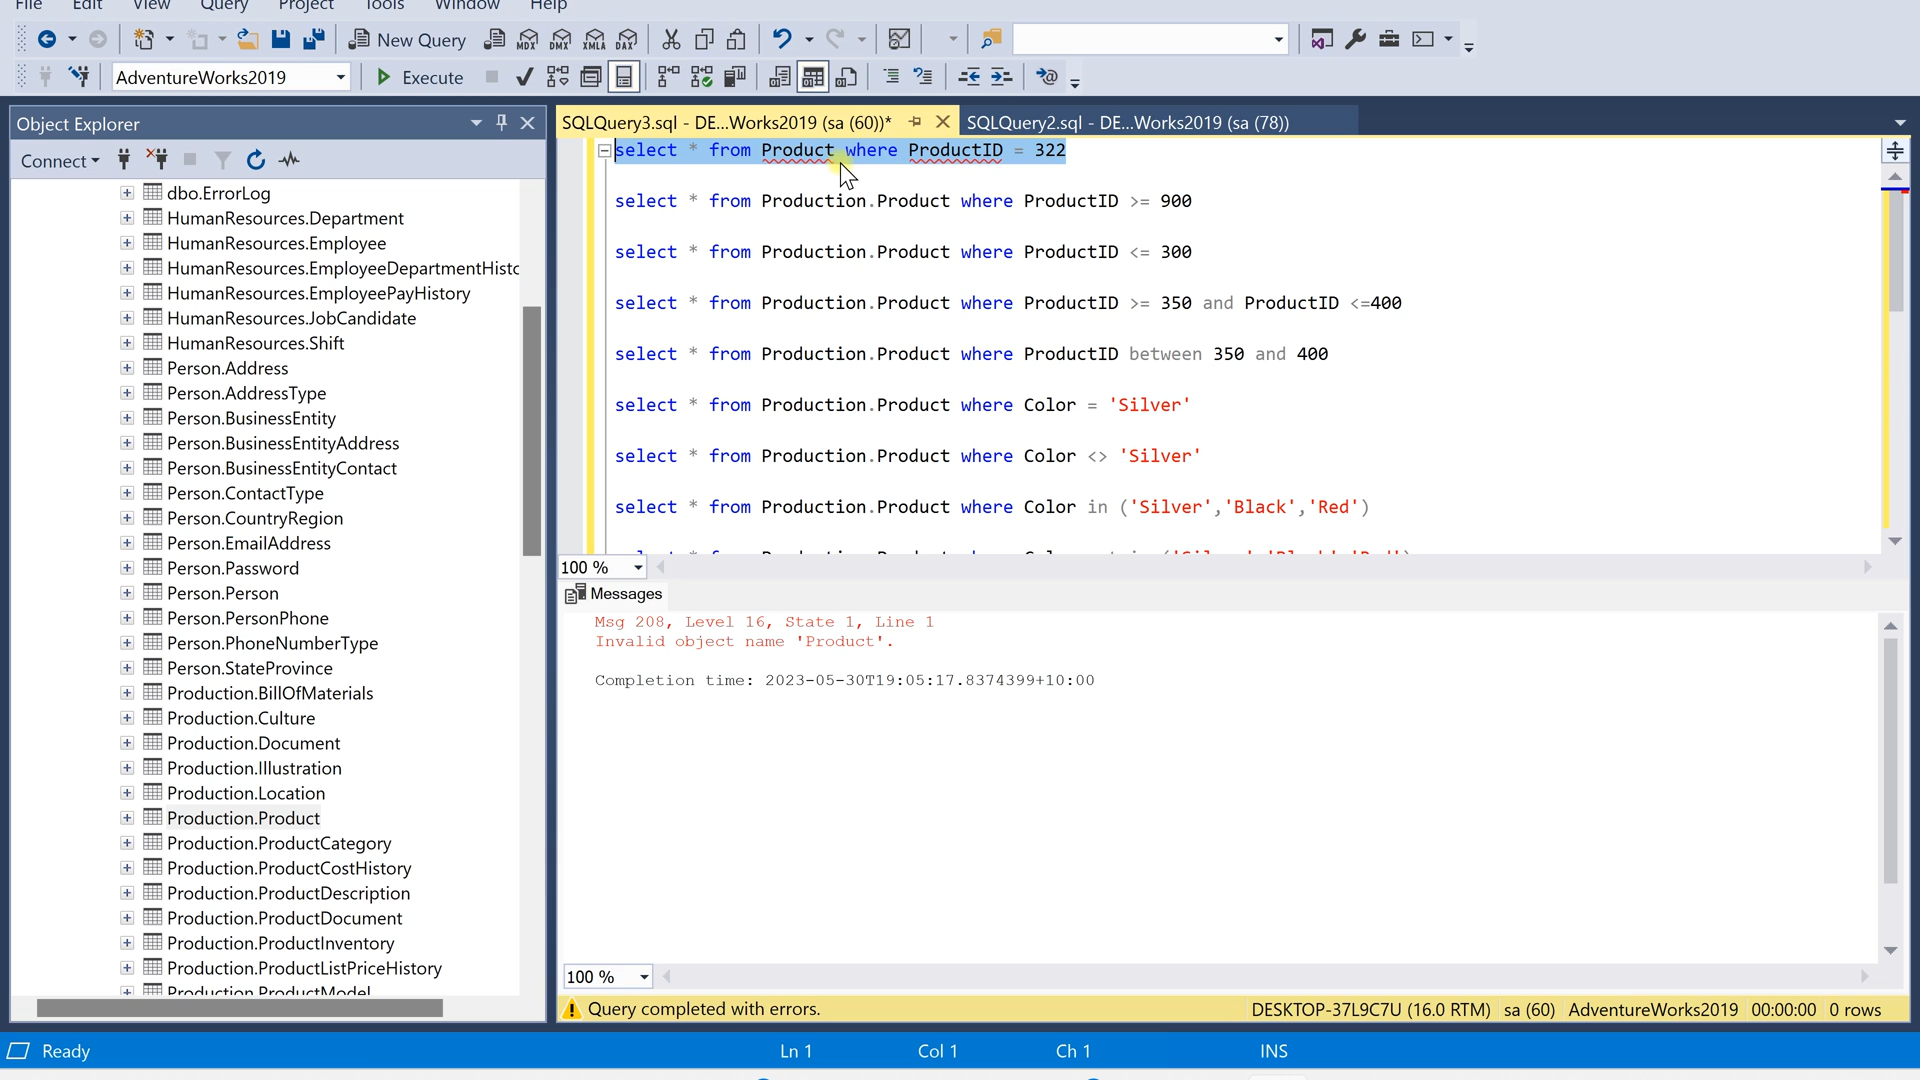 File Edit View Query Project Tools Window Help
New Query MDX DMX XMLA DAX
AdventureWorks2019 Execute
Object Explorer
Connect
dbo.ErrorLog
HumanResources.Department
HumanResources.Employee
HumanResources.EmployeeDepartmentHisto
HumanResources.EmployeePayHistory
HumanResources.JobCandidate
HumanResources.Shift
Person.Address
Person.AddressType
Person.BusinessEntity
Person.BusinessEntityAddress
Person.BusinessEntityContact
Person.ContactType
Person.CountryRegion
Person.EmailAddress
Person.Password
Person.Person
Person.PersonPhone
Person.PhoneNumberType
Person.StateProvince
Production.BillOfMaterials
Production.Culture
Production.Document
Production.Illustration
Production.Location
Production.Product
Production.ProductCategory
Production.ProductCostHistory
Production.ProductDescription
Production.ProductDocument
Production.ProductInventory
Production.ProductListPriceHistory
Production.ProductModel
SQLQuery3.sql - DE...Works2019 (sa (60))* SQLQuery2.sql - DE...Works2019 (sa (78))
select * from Product where ProductID = 322
select * from Production.Product where ProductID >= 900
select * from Production.Product where ProductID <= 300
select * from Production.Product where ProductID >= 350 and ProductID <=400
select * from Production.Product where ProductID between 350 and 400
select * from Production.Product where Color = 'Silver'
select * from Production.Product where Color <> 'Silver'
select * from Production.Product where Color in ('Silver','Black','Red')
100 %
Messages
Msg 208, Level 16, State 1, Line 1
Invalid object name 'Product'.
Completion time: 2023-05-30T19:05:17.8374399+10:00
100 %
Query completed with errors. DESKTOP-37L9C7U (16.0 RTM) sa (60) AdventureWorks2019 00:00:00 0 rows
Ready Ln 1 Col 1 Ch 1 INS